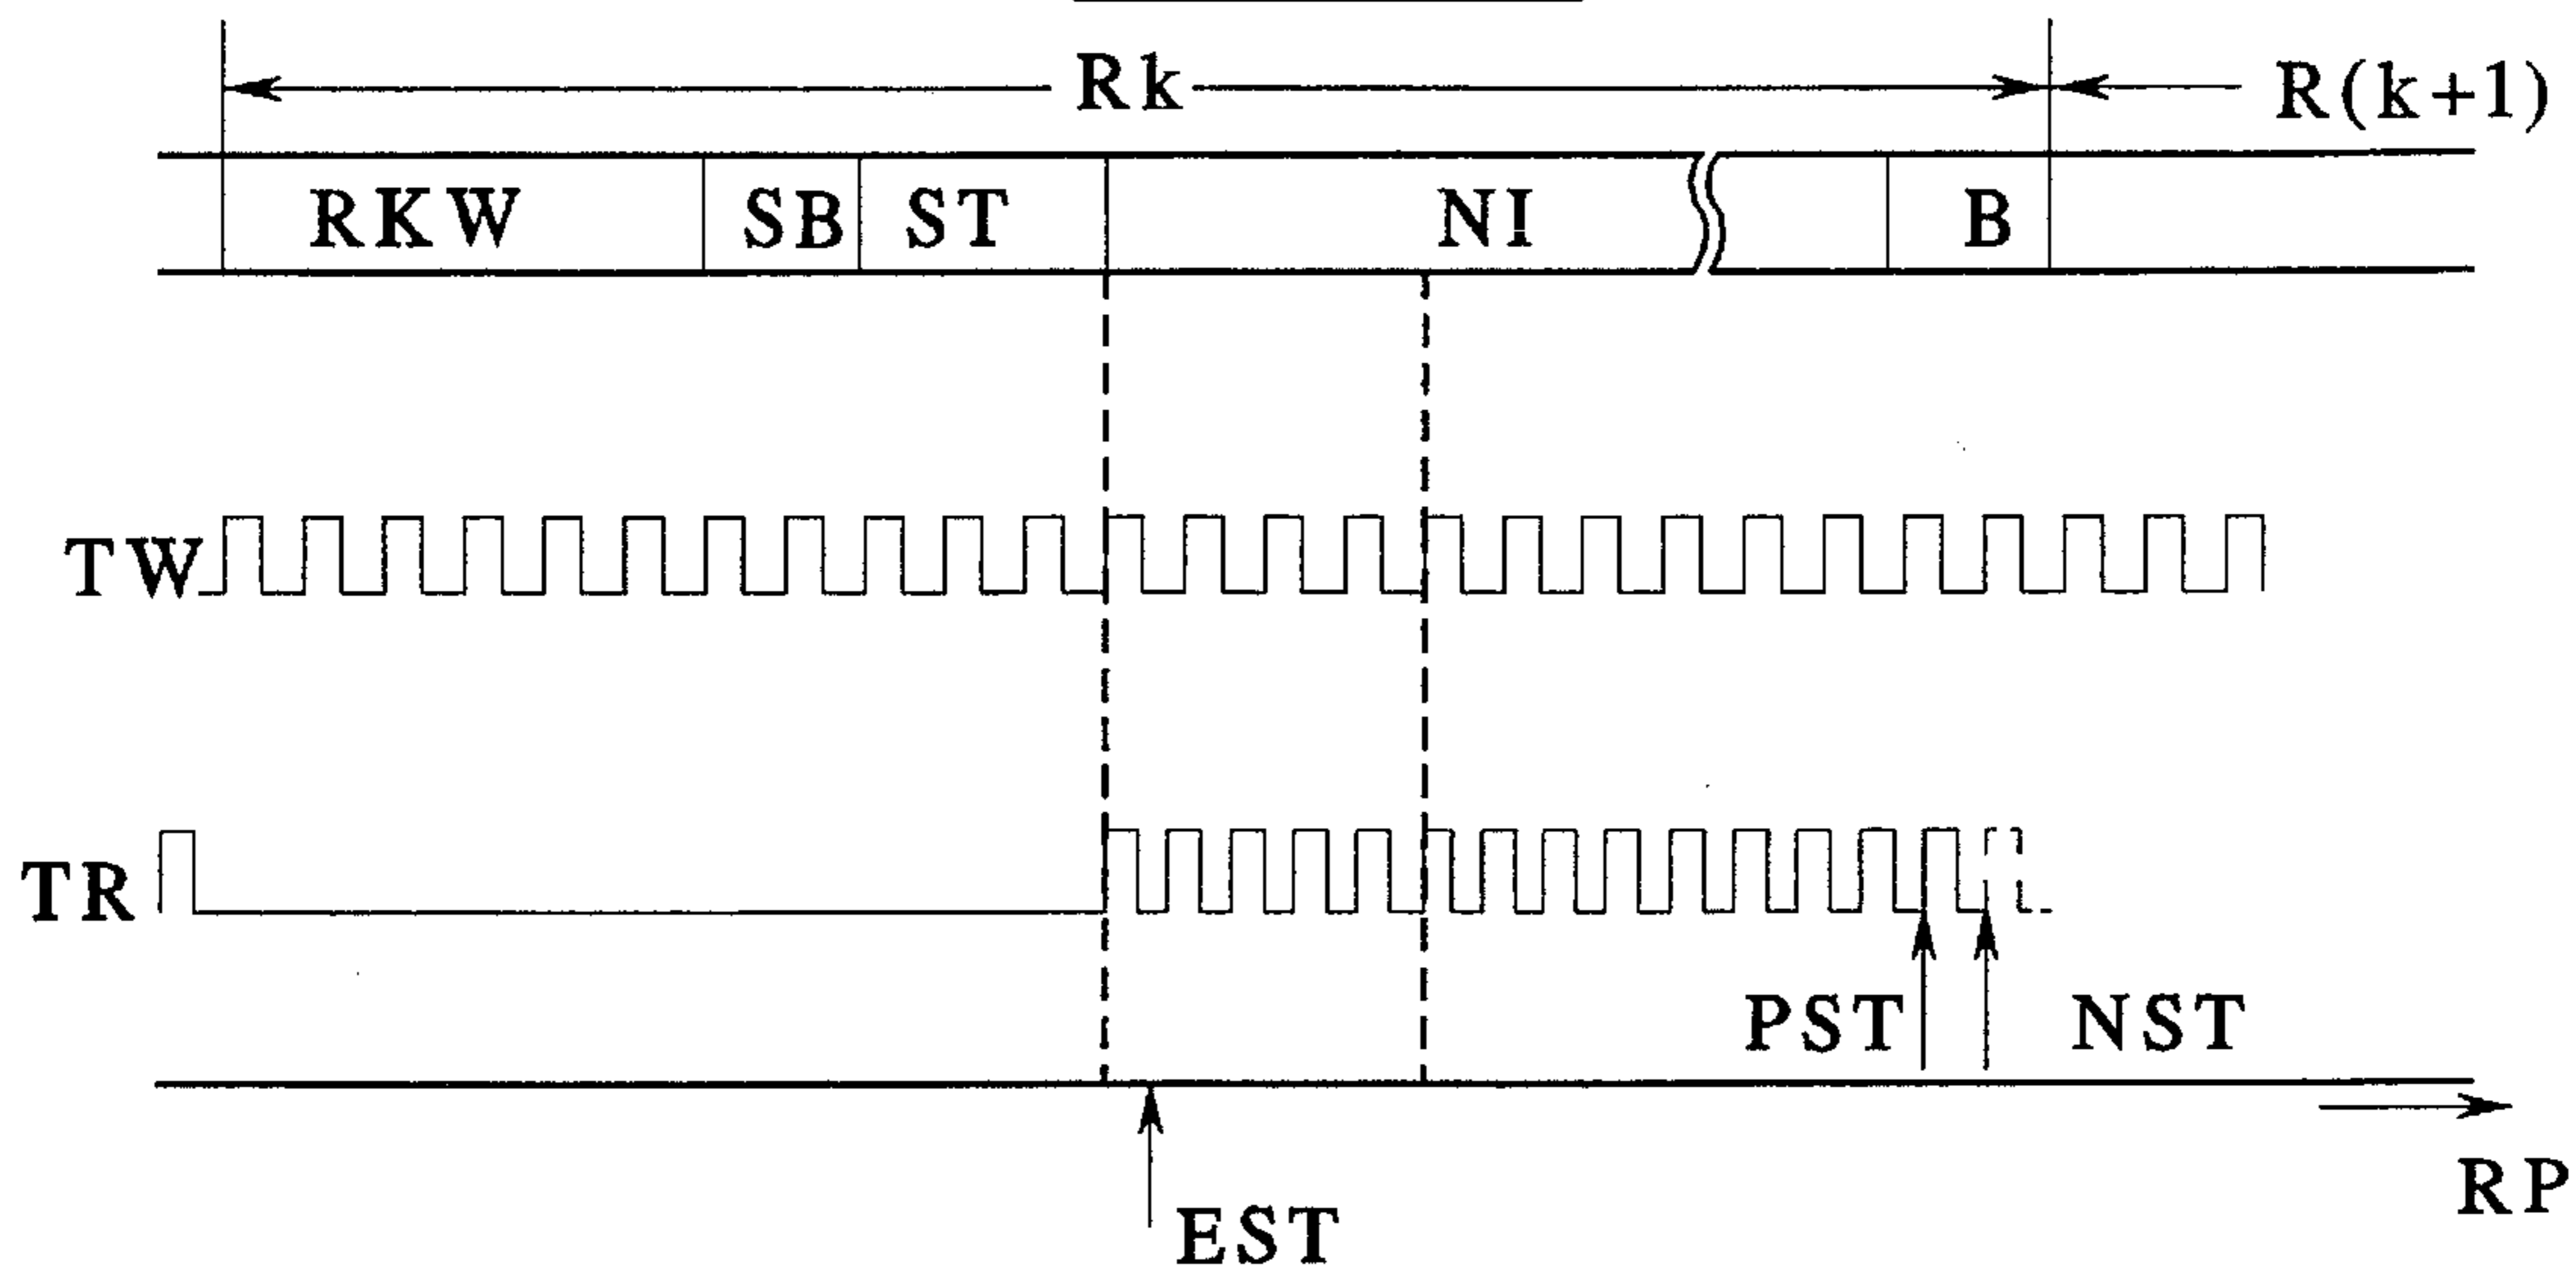 Rk R(k+1)
RKW SB ST NI B
TW
TR
PST NST
RP
EST